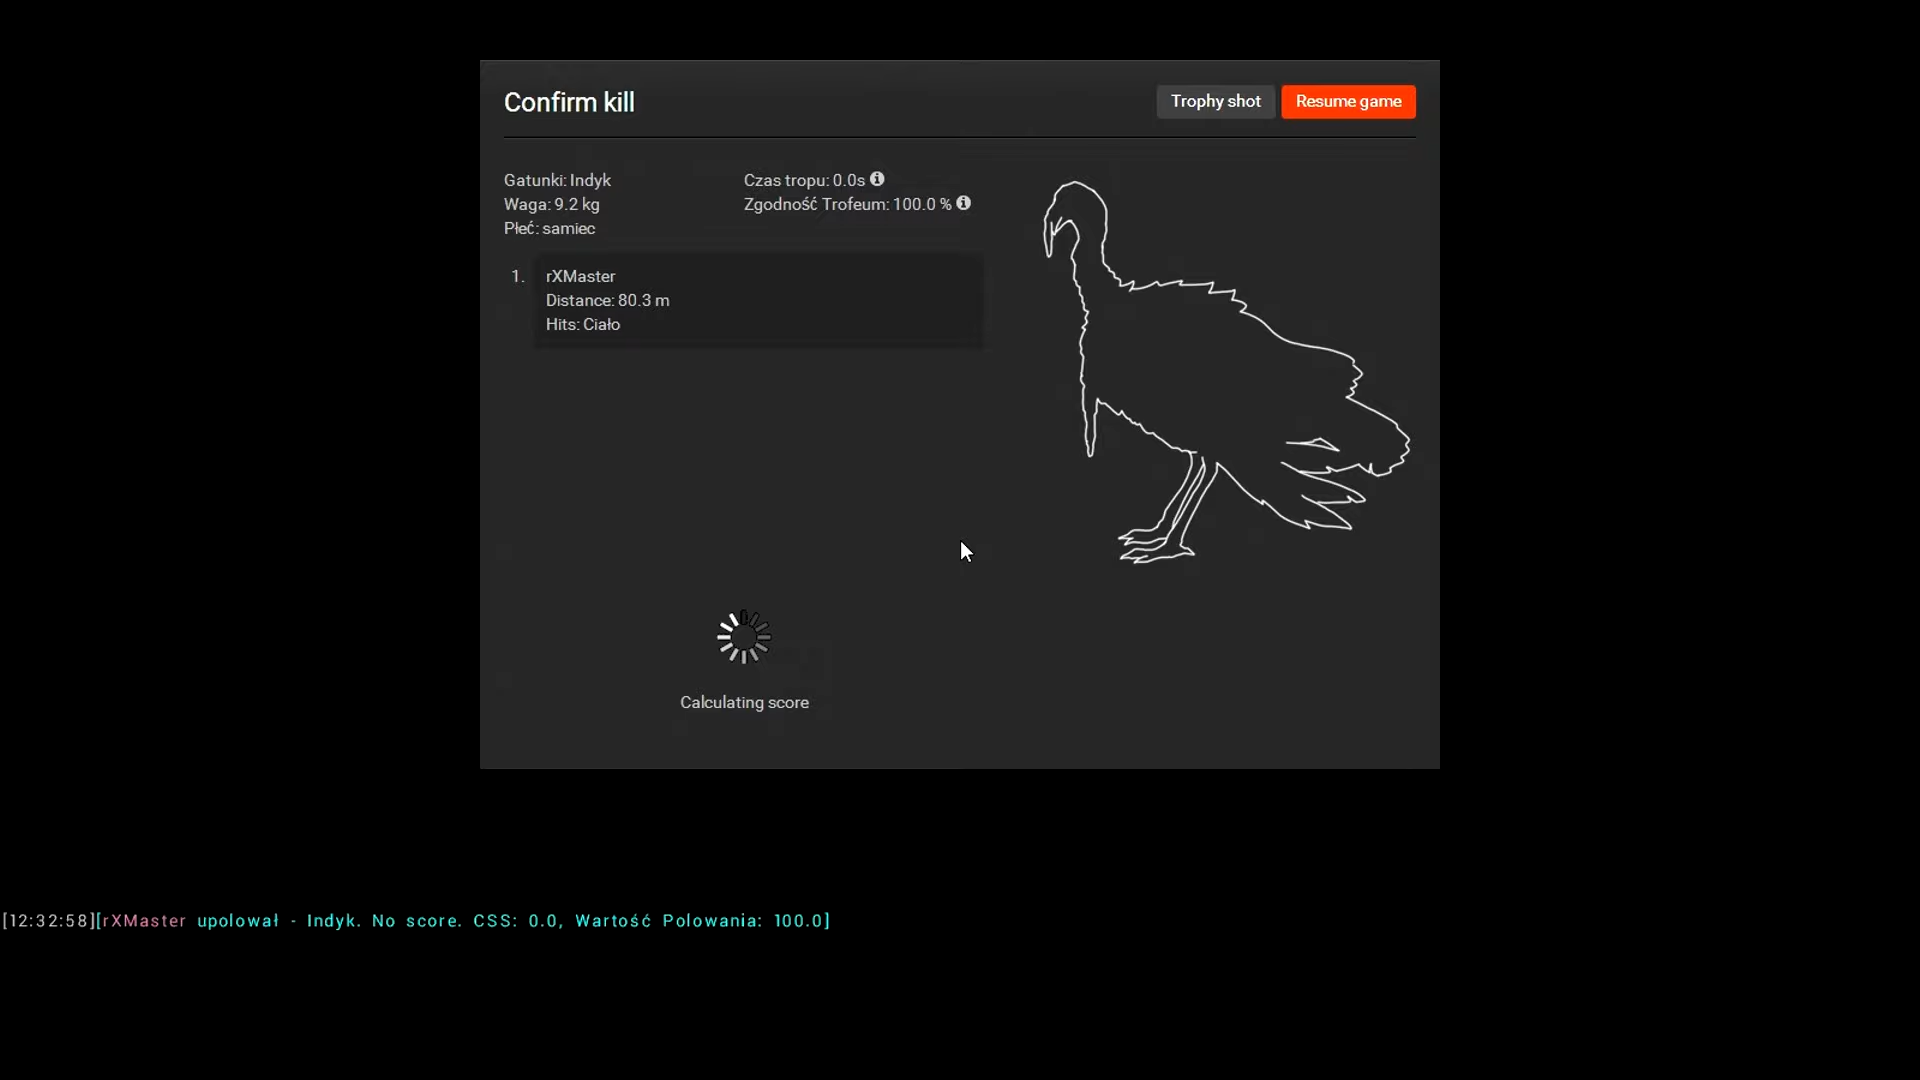 Confirm kill
Trophy shot
Resume game
Gatunki: Indyk
Waga: 9.2 kg
Płeć: samiec
Czas tropu: 0.0s
Zgodność Trofeum: 100.0 %
1.
rXMaster
Distance: 80.3 m
Hits: Ciało
Calculating score
[12:32:58][rXMaster upolował - Indyk. No score. CSS: 0.0, Wartość Polowania: 100.0]